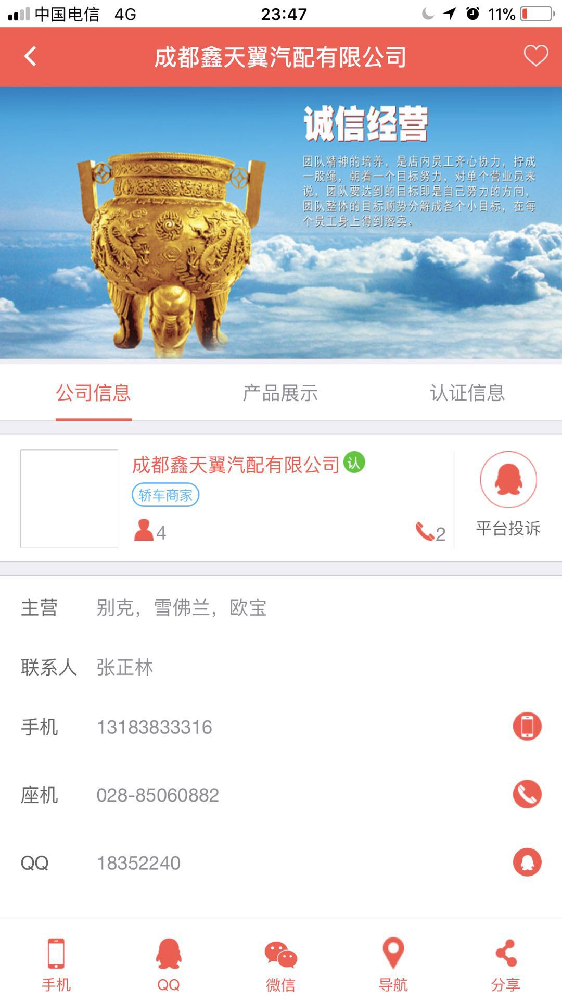 中国电信 4G 23:47 11%
成都鑫天翼汽配有限公司
诚信经营
团队精神的培养，是店内员工齐心协力，拧成
一股绳，朝着一个目标努力，对单个营业员来
说，团队要达到的目标即是自己努力的方向，
团队整体的目标顺势分解成各个小目标，在每
个员工身上得到落实。
公司信息 产品展示 认证信息
成都鑫天翼汽配有限公司 认
轿车商家
4 2
平台投诉
主营 别克，雪佛兰，欧宝
联系人 张正林
手机 13183833316
座机 028-85060882
QQ 18352240
手机 QQ 微信 导航 分享